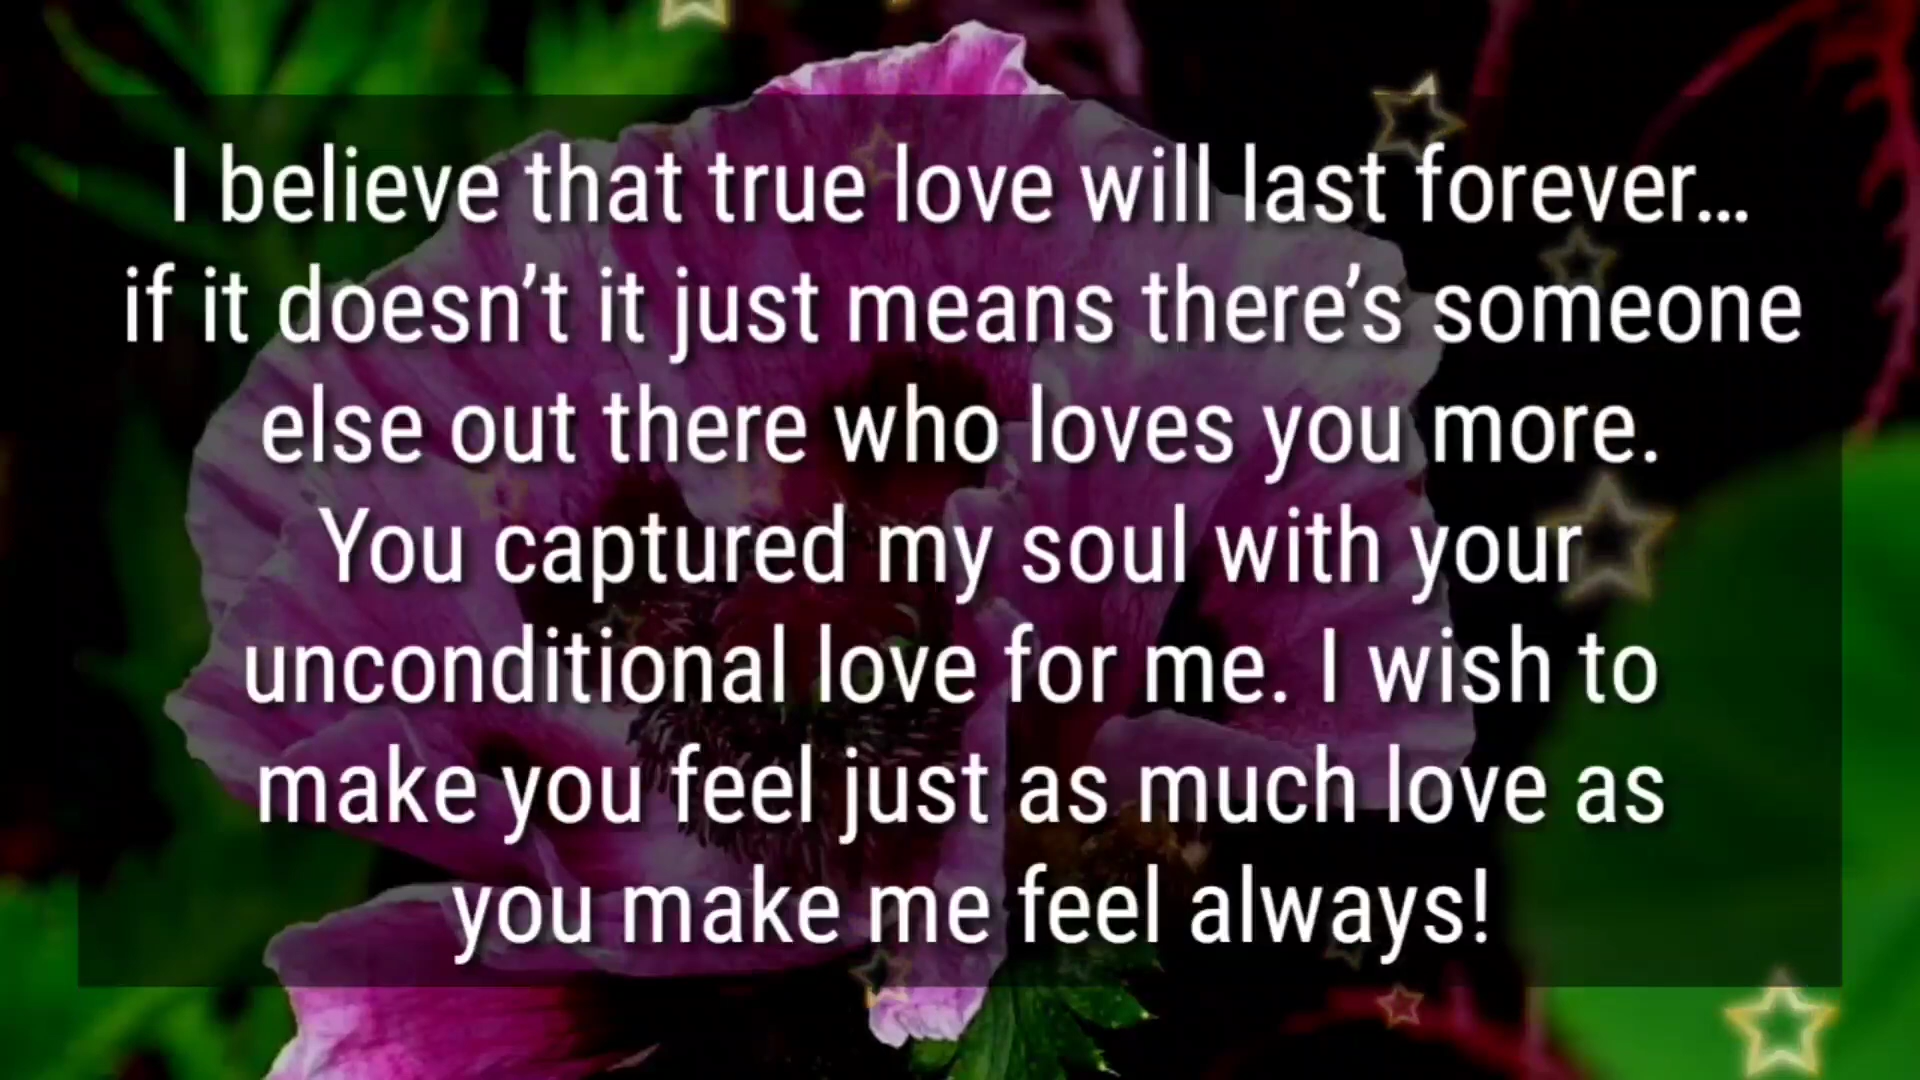 I believe that true love will last forever...
if it doesn’t it just means there’s someone
else out there who loves you more.
You captured my soul with your
unconditional love for me. I wish to
make you feel just as much love as
you make me feel always!